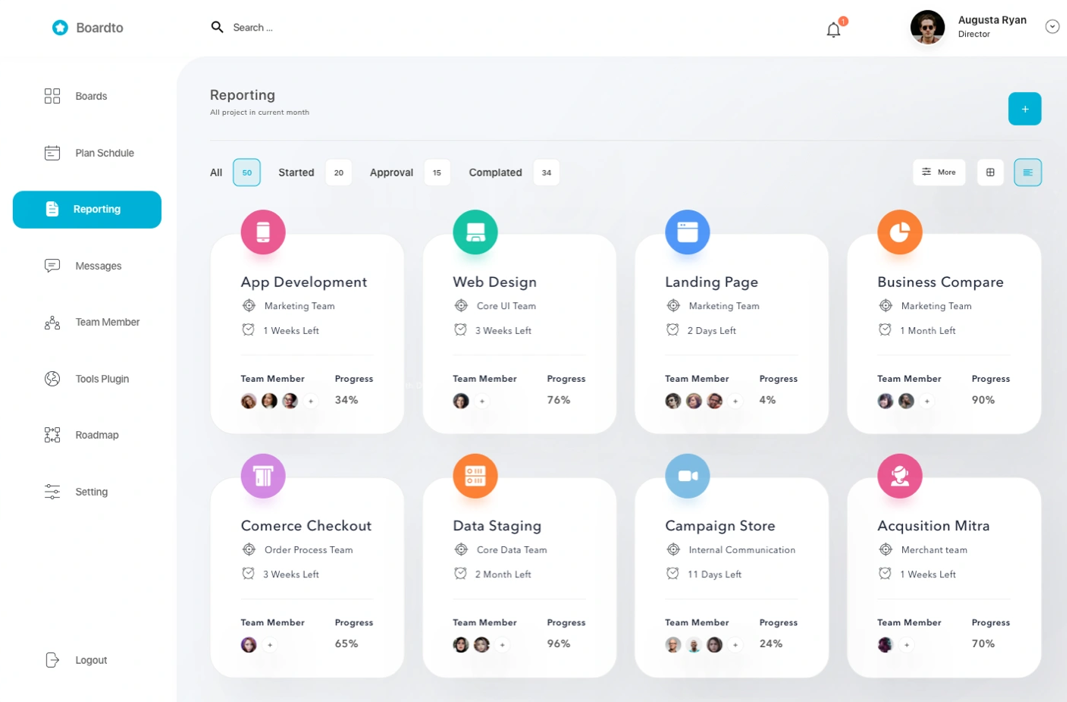 Boardto
Search ...
1
Augusta Ryan
Director
Boards
Plan Schdule
Reporting
Messages
Team Member
Tools Plugin
Roadmap
Setting
Logout
Reporting
All project in current month
+
All 50 Started 20 Approval 15 Complated 34
More
App Development
Marketing Team
1 Weeks Left
Team Member Progress
+ 34%
Web Design
Core UI Team
3 Weeks Left
Team Member Progress
+ 76%
Landing Page
Marketing Team
2 Days Left
Team Member Progress
+ 4%
Business Compare
Marketing Team
1 Month Left
Team Member Progress
+ 90%
Comerce Checkout
Order Process Team
3 Weeks Left
Team Member Progress
+ 65%
Data Staging
Core Data Team
2 Month Left
Team Member Progress
+ 96%
Campaign Store
Internal Communication
11 Days Left
Team Member Progress
+ 24%
Acqusition Mitra
Merchant team
1 Weeks Left
Team Member Progress
+ 70%